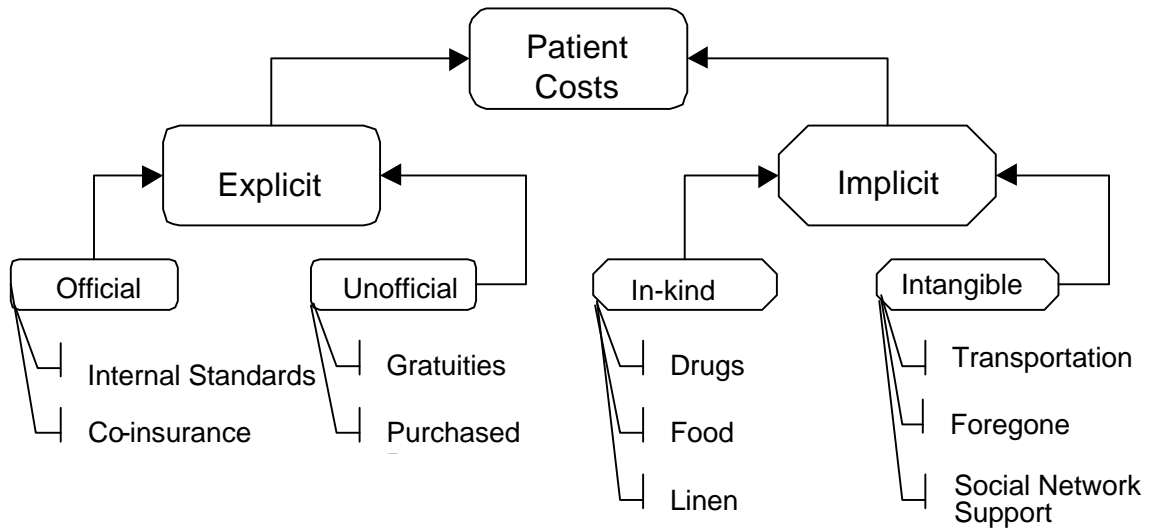 Patient
Costs
Explicit
Implicit
Official
Unofficial
In-kind
Intangible
Internal Standards
Co-insurance
Gratuities
Purchased
Drugs
Food
Linen
Transportation
Foregone
Social Network
Support